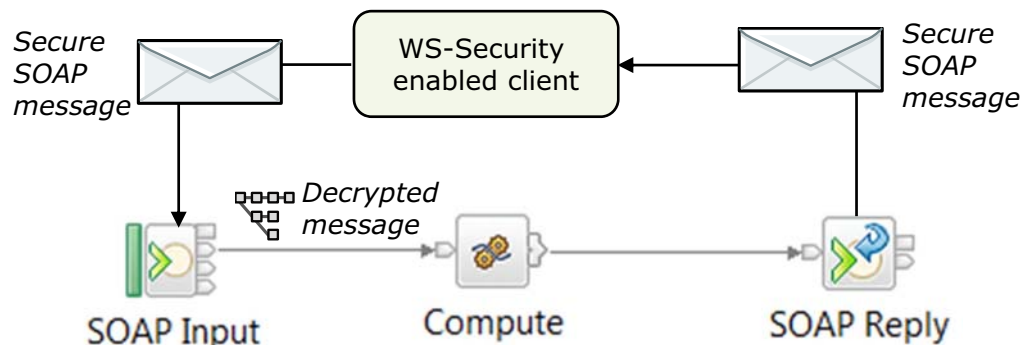 Secure
SOAP
message
WS-Security
enabled client
Secure
SOAP
message
Decrypted
message
SOAP Input
Compute
SOAP Reply